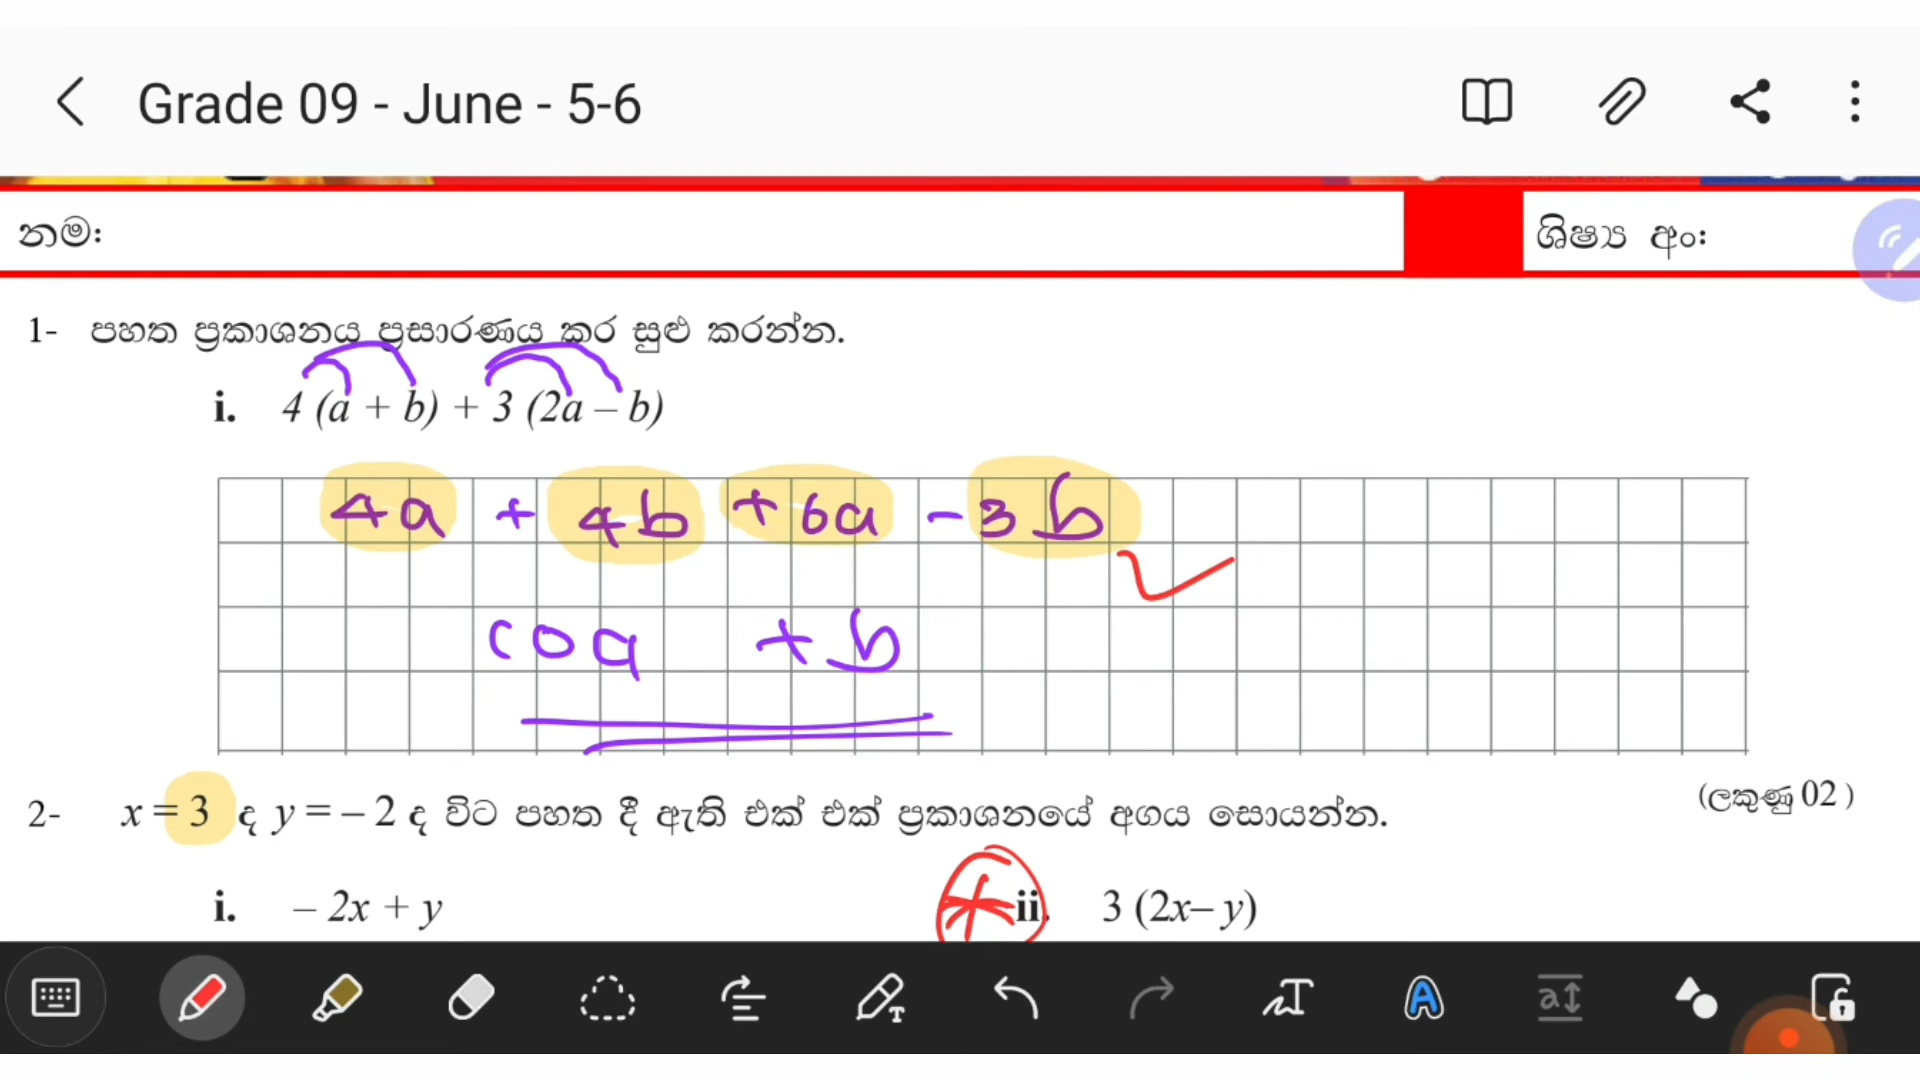 Grade 09 - June - 5-6
නම:
ශිෂ්‍ය අං:
1- පහත ප්‍රකාශනය ප්‍රසාරණය කර සුළු කරන්න.
i. 4 (a + b) + 3 (2a – b)
4a + 4b + 6a - 3b
10a + b
(ලකුණු 02 )
2- x = 3 ද y = – 2 ද විට පහත දී ඇති එක් එක් ප්‍රකාශනයේ අගය සොයන්න.
i. – 2x + y
ii. 3 (2x– y)